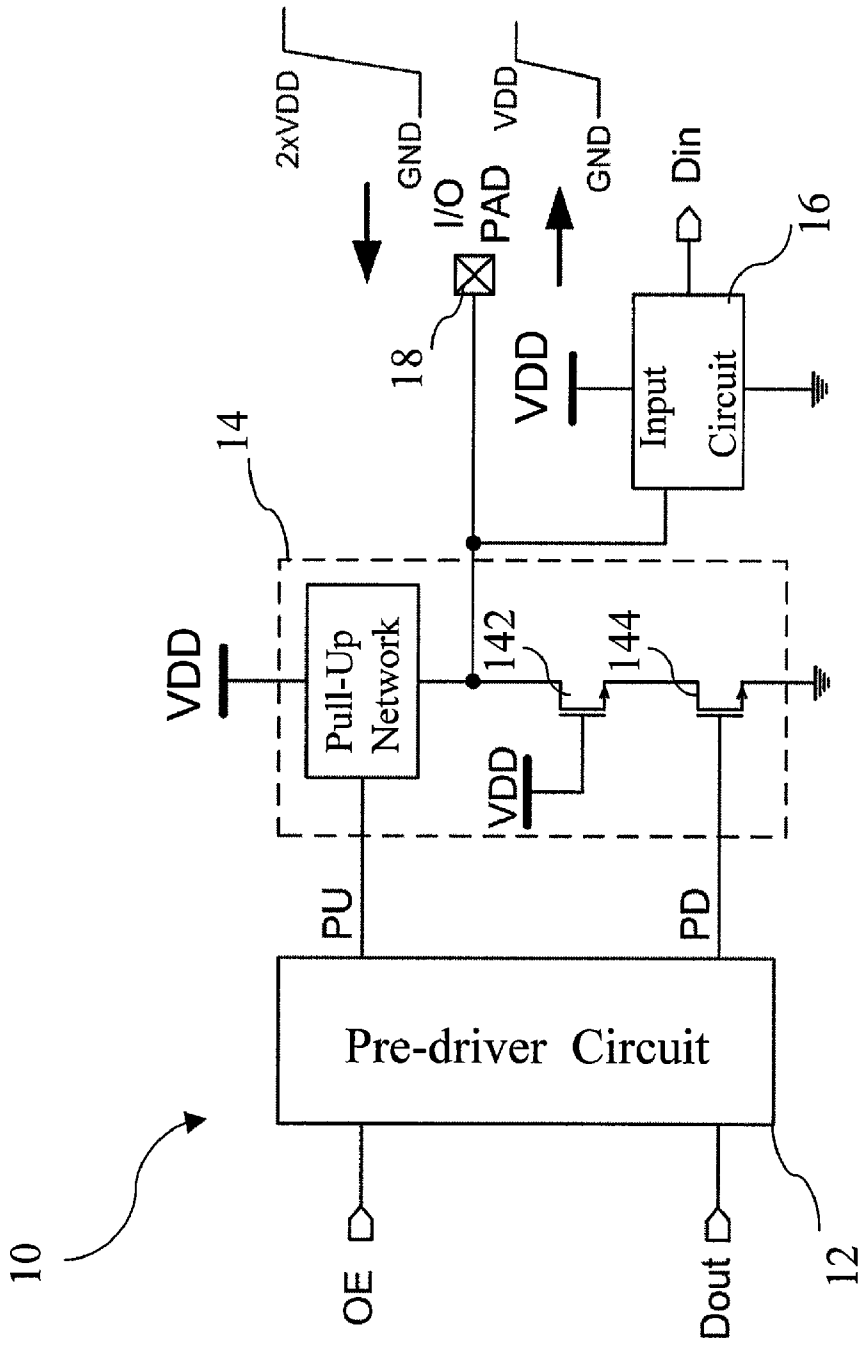 10
OE
Dout
12
Pre-driver Circuit
PU
PD
14
VDD
Pull-Up
Network
VDD
142
144
18
I/O
PAD
2xVDD
GND
VDD
GND
VDD
Input
Circuit
16
Din